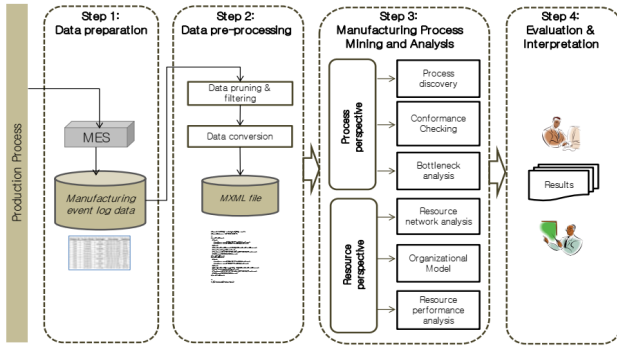 Production Process
Step 1:
Data preparation
MES
Manufacturing
event log data
Step 2:
Data pre-processing
Data pruning &
filtering
Data conversion
MXML file
Step 3:
Manufacturing Process
Mining and Analysis
Process
perspective
Process
discovery
Conformance
Checking
Bottleneck
analysis
Resource
perspective
Resource
network analysis
Organizational
Model
Resource
performance
analysis
Step 4:
Evaluation &
Interpretation
Results